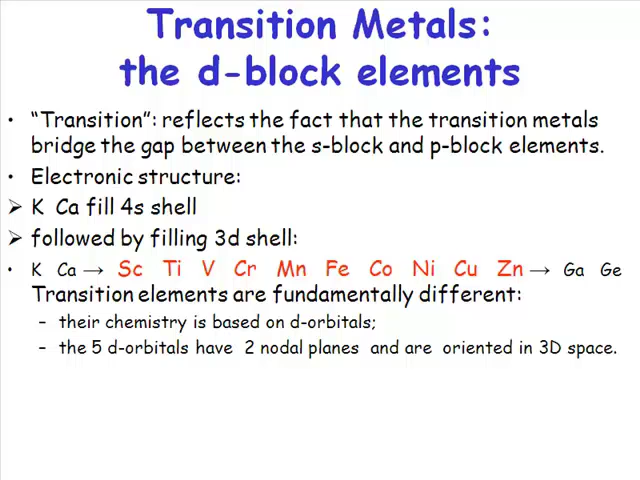 Transition Metals:
the d-block elements
• “Transition”: reflects the fact that the transition metals
bridge the gap between the s-block and p-block elements.
• Electronic structure:
➢ K Ca fill 4s shell
➢ followed by filling 3d shell:
• K Ca → Sc Ti V Cr Mn Fe Co Ni Cu Zn → Ga Ge
Transition elements are fundamentally different:
– their chemistry is based on d-orbitals;
– the 5 d-orbitals have 2 nodal planes and are oriented in 3D space.